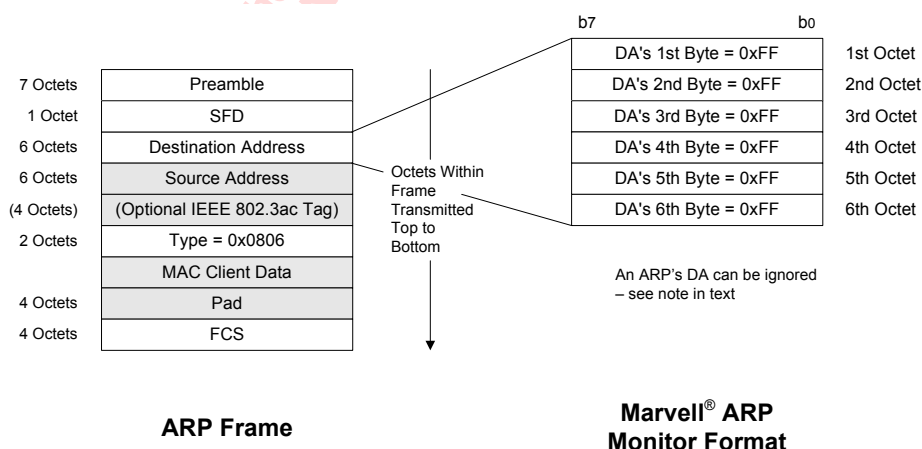 7 Octets Preamble
1 Octet SFD
6 Octets Destination Address
6 Octets Source Address
(4 Octets) (Optional IEEE 802.3ac Tag)
2 Octets Type = 0x0806
MAC Client Data
4 Octets Pad
4 Octets FCS
Octets Within
Frame
Transmitted
Top to
Bottom
b7 b0
DA's 1st Byte = 0xFF 1st Octet
DA's 2nd Byte = 0xFF 2nd Octet
DA's 3rd Byte = 0xFF 3rd Octet
DA's 4th Byte = 0xFF 4th Octet
DA's 5th Byte = 0xFF 5th Octet
DA's 6th Byte = 0xFF 6th Octet
An ARP's DA can be ignored
– see note in text
ARP Frame
Marvell® ARP
Monitor Format